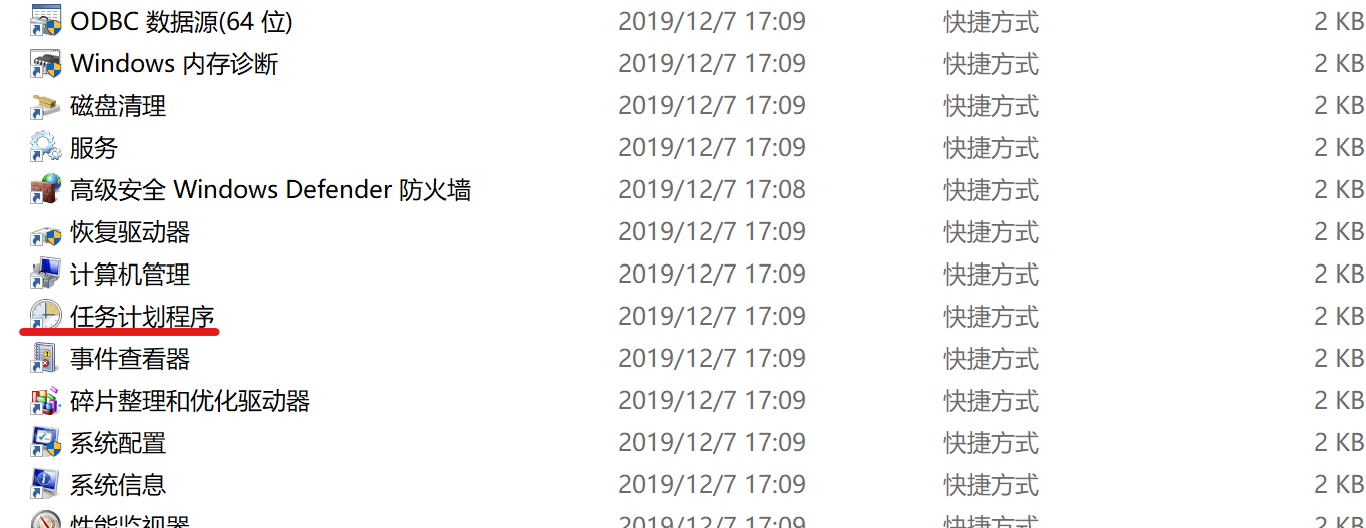 ODBC 数据源(64 位) 2019/12/7 17:09 快捷方式 2 KB
Windows 内存诊断 2019/12/7 17:09 快捷方式 2 KB
磁盘清理 2019/12/7 17:09 快捷方式 2 KB
服务 2019/12/7 17:09 快捷方式 2 KB
高级安全 Windows Defender 防火墙 2019/12/7 17:08 快捷方式 2 KB
恢复驱动器 2019/12/7 17:09 快捷方式 2 KB
计算机管理 2019/12/7 17:09 快捷方式 2 KB
任务计划程序 2019/12/7 17:09 快捷方式 2 KB
事件查看器 2019/12/7 17:09 快捷方式 2 KB
碎片整理和优化驱动器 2019/12/7 17:09 快捷方式 2 KB
系统配置 2019/12/7 17:09 快捷方式 2 KB
系统信息 2019/12/7 17:09 快捷方式 2 KB
性能监视器 2019/12/7 17:09 快捷方式 2 KB